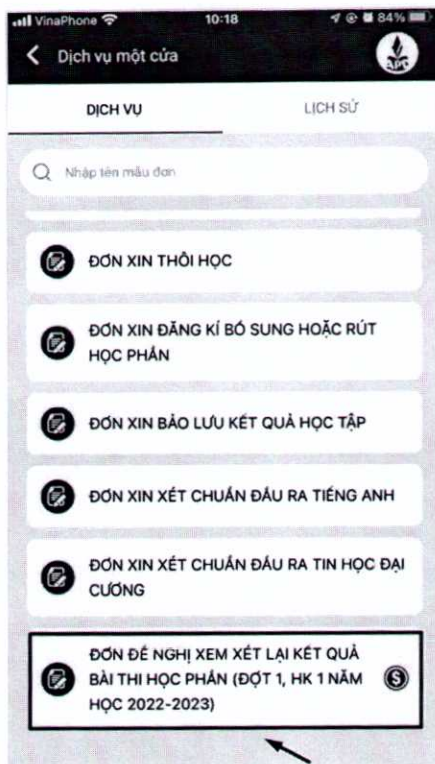 VinaPhone 10:18 84%
Dịch vụ một cửa
APD
DỊCH VỤ LỊCH SỬ
Nhập tên mẫu đơn
ĐƠN XIN THÔI HỌC
ĐƠN XIN ĐĂNG KÍ BỔ SUNG HOẶC RÚT
HỌC PHẦN
ĐƠN XIN BẢO LƯU KẾT QUẢ HỌC TẬP
ĐƠN XIN XÉT CHUẨN ĐẦU RA TIẾNG ANH
ĐƠN XIN XÉT CHUẨN ĐẦU RA TIN HỌC ĐẠI
CƯƠNG
ĐƠN ĐỀ NGHỊ XEM XÉT LẠI KẾT QUẢ
BÀI THI HỌC PHẦN (ĐỢT 1, HK 1 NĂM
HỌC 2022-2023)